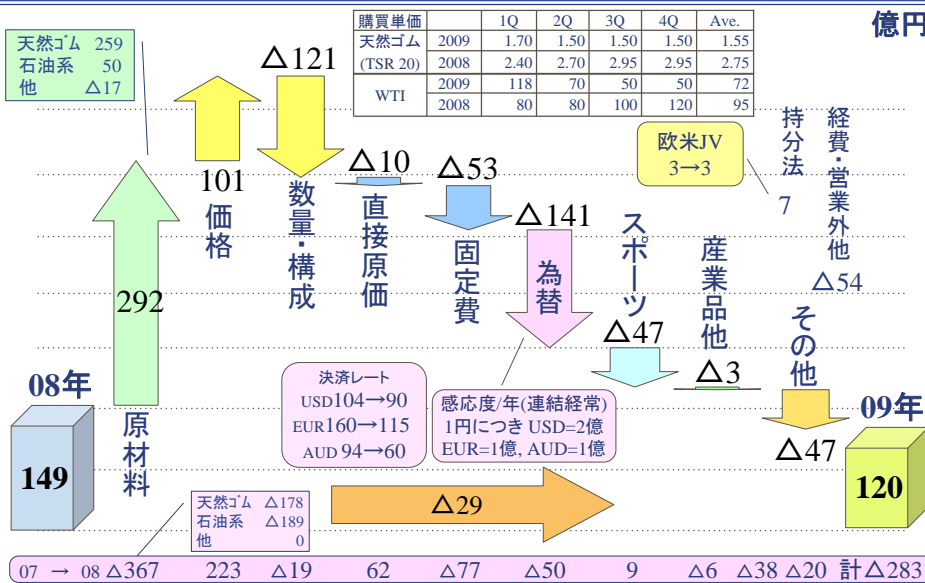 億円
購買単価 1Q 2Q 3Q 4Q Ave.
天然ゴム 2009 1.70 1.50 1.50 1.50 1.55
(TSR 20) 2008 2.40 2.70 2.95 2.95 2.75
WTI 2009 118 70 50 50 72
2008 80 80 100 120 95
天然ｺﾞﾑ 259
石油系 50
他 △17
292
原材料
101
価格
△121
数量・構成
△10
直接原価
△53
固定費
△141
為替
スポーツ
△47
産業品他
△3
その他
△47
欧米JV
3→3
持分法
7
経費・営業外他
△54
08年
149
09年
120
決済レート
USD104→90
EUR160→115
AUD 94→60
感応度/年(連結経常)
1円につき USD=2億
EUR=1億, AUD=1億
△29
天然ｺﾞﾑ △178
石油系 △189
他 0
07 → 08 △367 223 △19 62 △77 △50 9 △6 △38 △20 計△283